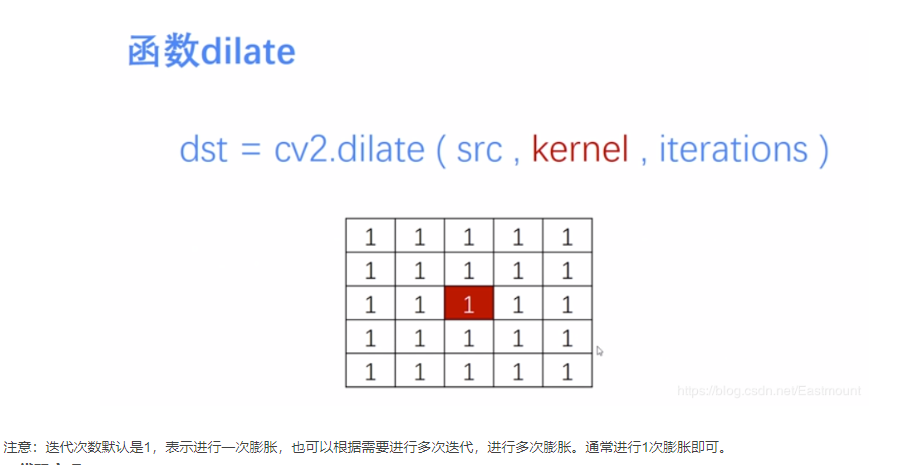 函数dilate
dst = cv2.dilate ( src , kernel , iterations )
1 1 1 1 1
1 1 1 1 1
1 1 1 1 1
1 1 1 1 1
1 1 1 1 1
https://blog.csdn.net/Eastmount
注意：迭代次数默认是1，表示进行一次膨胀，也可以根据需要进行多次迭代，进行多次膨胀。通常进行1次膨胀即可。